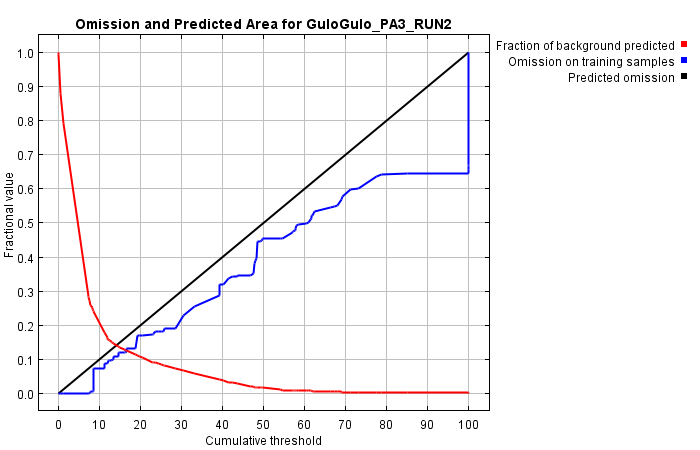 Omission and Predicted Area for GuloGulo_PA3_RUN2
Fraction of background predicted
Omission on training samples
Predicted omission
Fractional value
1.0
0.9
0.8
0.7
0.6
0.5
0.4
0.3
0.2
0.1
0.0
0 10 20 30 40 50 60 70 80 90 100
Cumulative threshold